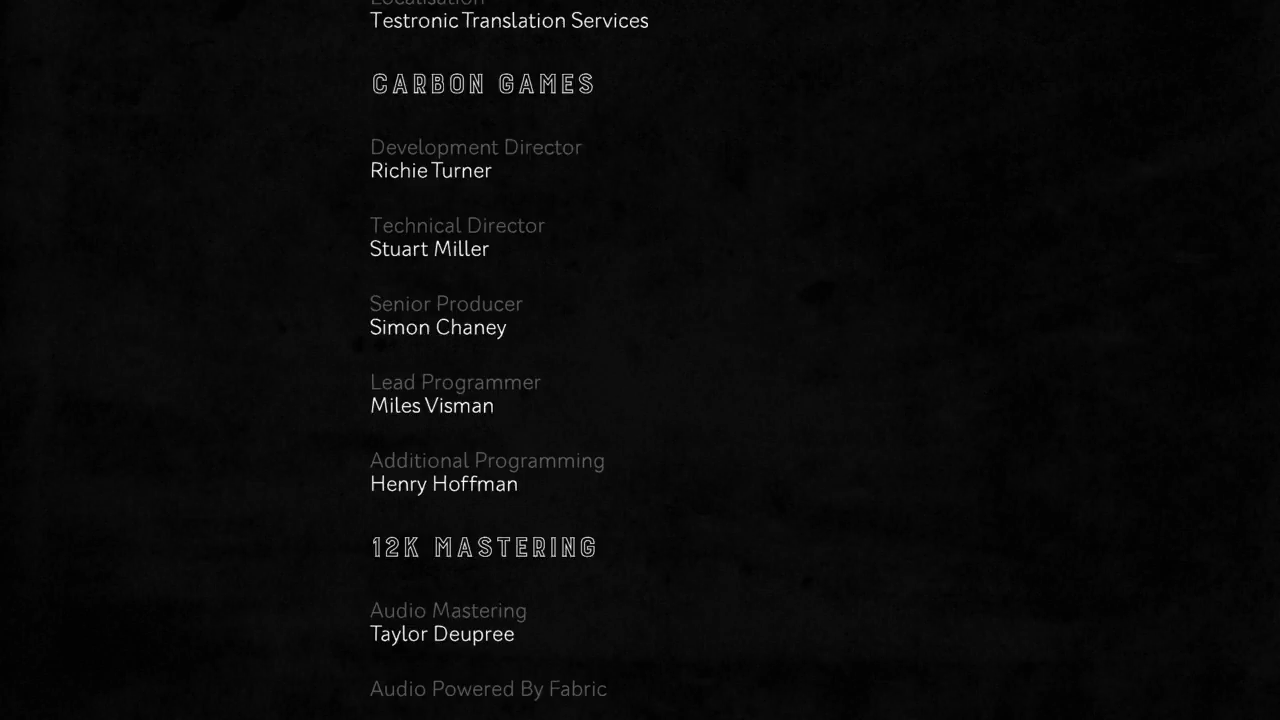 Localisation
Testronic Translation Services
CARBON GAMES
Development Director
Richie Turner
Technical Director
Stuart Miller
Senior Producer
Simon Chaney
Lead Programmer
Miles Visman
Additional Programming
Henry Hoffman
12K MASTERING
Audio Mastering
Taylor Deupree
Audio Powered By Fabric